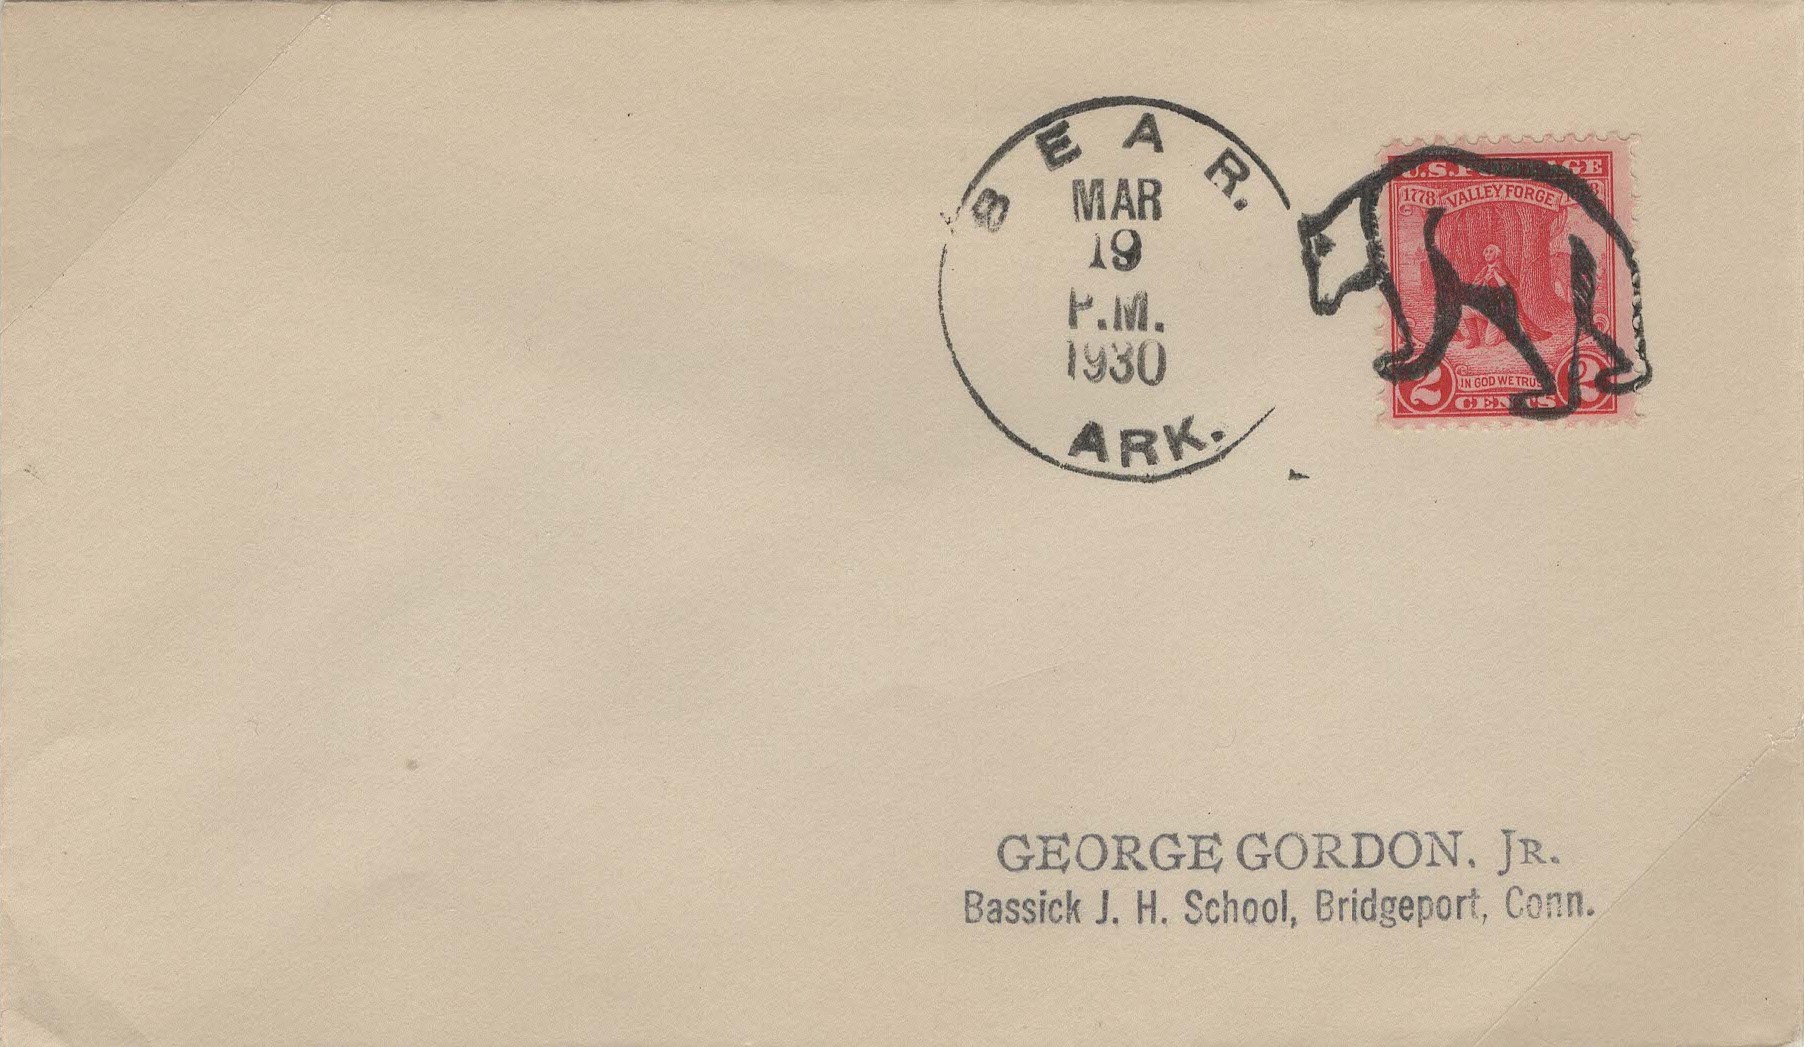 BEAR.
MAR
19
P.M.
1930
ARK.
U.S. POSTAGE
1778 VALLEY FORGE
IN GOD WE TRUST
2 CENTS 2
GEORGE GORDON, JR.
Bassick J. H. School, Bridgeport, Conn.